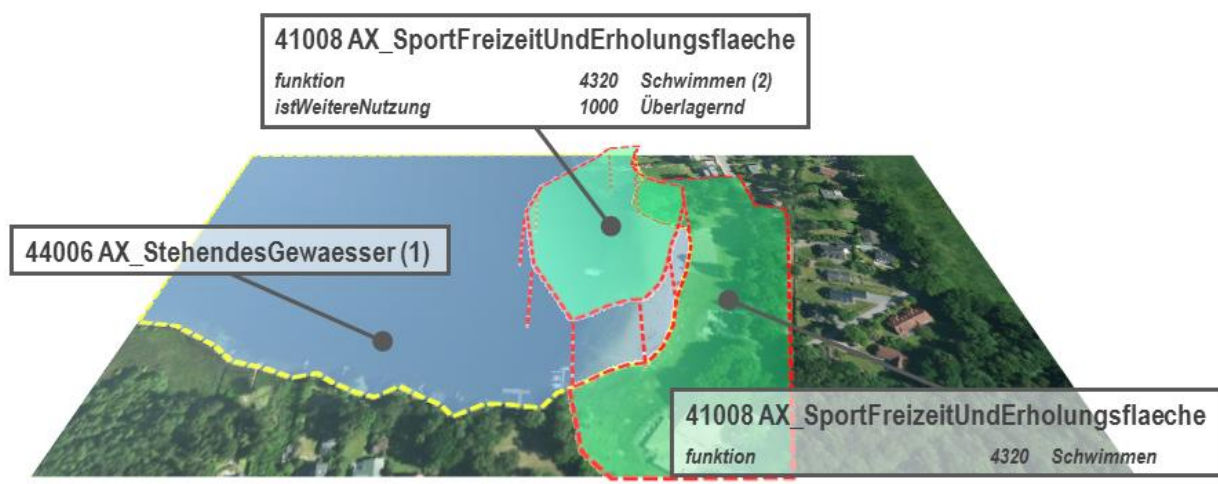 41008 AX_SportFreizeitUndErholungsflaeche
funktion 4320 Schwimmen (2)
istWeitereNutzung 1000 Überlagernd
44006 AX_StehendesGewaesser (1)
41008 AX_SportFreizeitUndErholungsflaeche
funktion 4320 Schwimmen